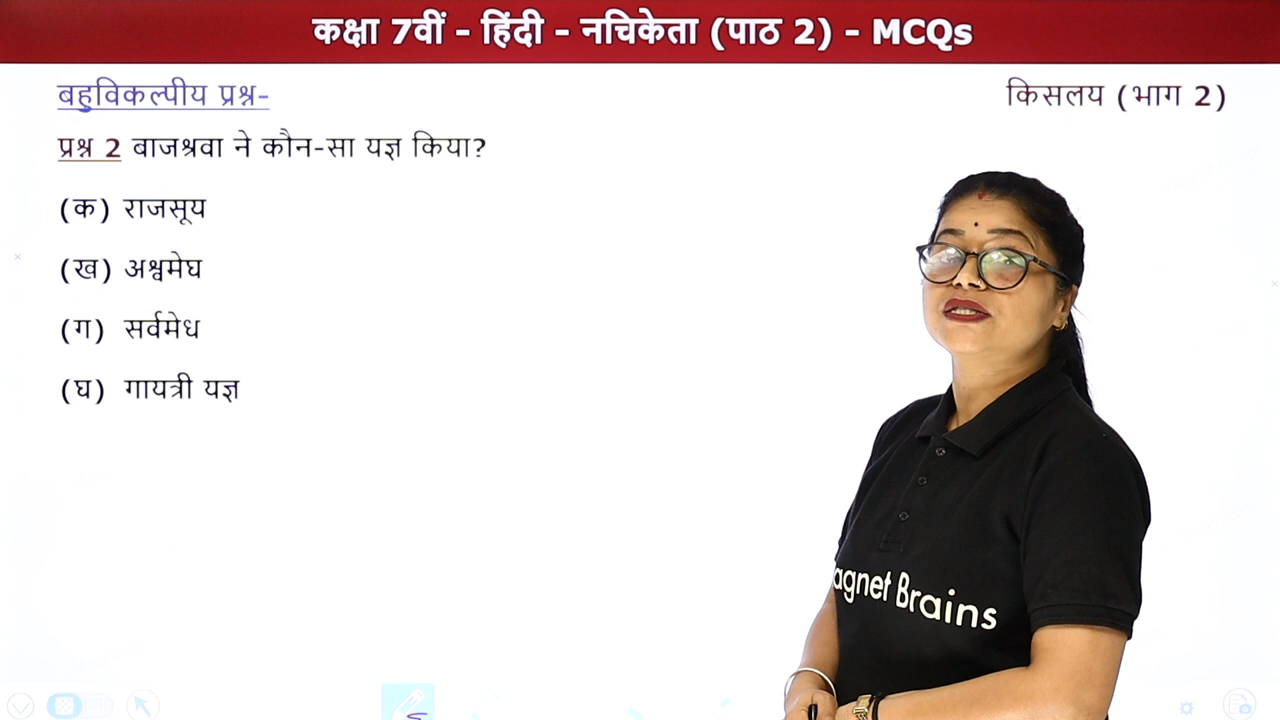 कक्षा 7वीं - हिंदी - नचिकेता (पाठ 2) - MCQs
बहुविकल्पीय प्रश्न-
किसलय (भाग 2)
प्रश्न 2 बाजश्रवा ने कौन-सा यज्ञ किया?
(क) राजसूय
(ख) अश्वमेघ
(ग) सर्वमेध
(घ) गायत्री यज्ञ
agnet Brains